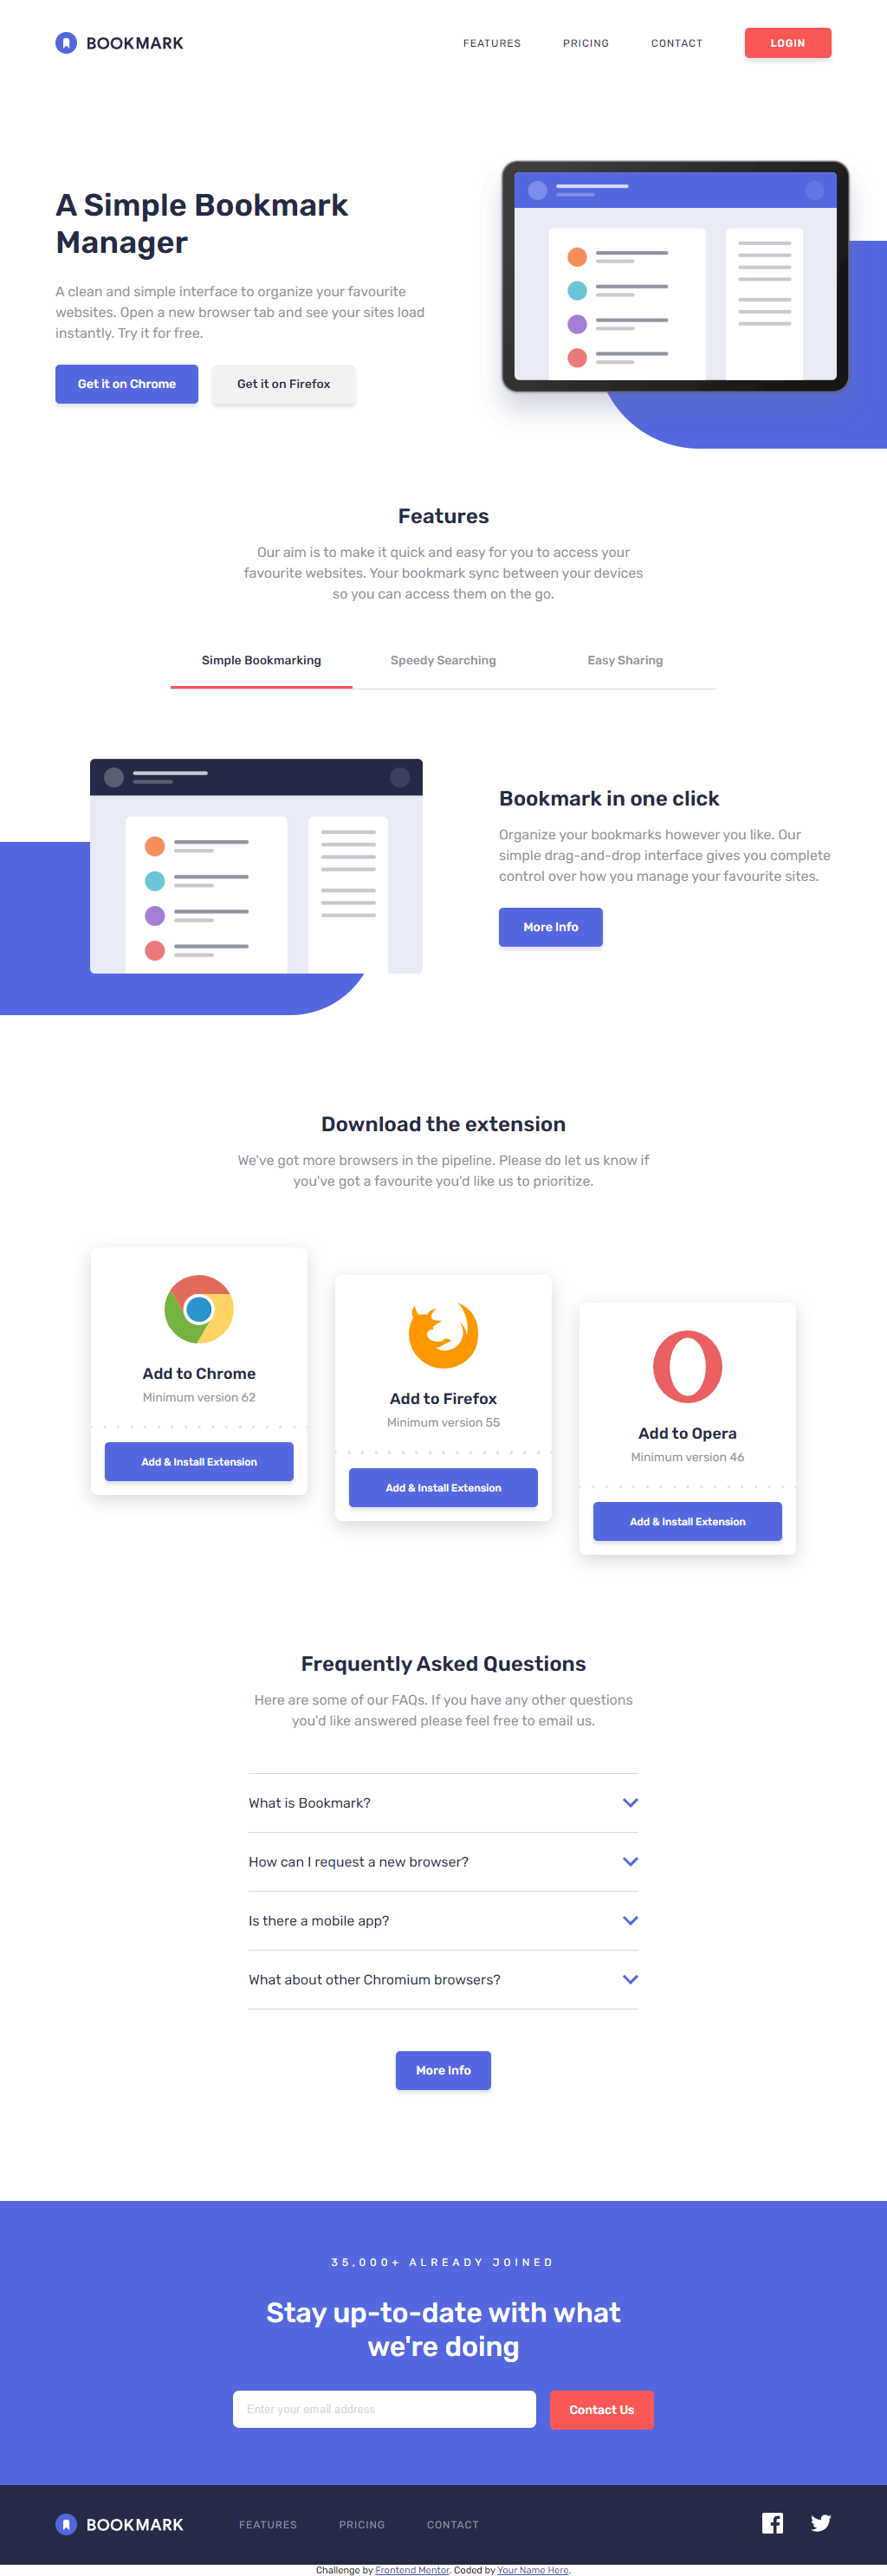 BOOKMARK
FEATURES
PRICING
CONTACT
LOGIN
A Simple Bookmark
Manager
A clean and simple interface to organize your favourite
websites. Open a new browser tab and see your sites load
instantly. Try it for free.
Get it on Chrome
Get it on Firefox
Features
Our aim is to make it quick and easy for you to access your
favourite websites. Your bookmark sync between your devices
so you can access them on the go.
Simple Bookmarking
Speedy Searching
Easy Sharing
Bookmark in one click
Organize your bookmarks however you like. Our
simple drag-and-drop interface gives you complete
control over how you manage your favourite sites.
More Info
Download the extension
We've got more browsers in the pipeline. Please do let us know if
you've got a favourite you'd like us to prioritize.
Add to Chrome
Minimum version 62
Add & Install Extension
Add to Firefox
Minimum version 55
Add & Install Extension
Add to Opera
Minimum version 46
Add & Install Extension
Frequently Asked Questions
Here are some of our FAQs. If you have any other questions
you'd like answered please feel free to email us.
What is Bookmark?
How can I request a new browser?
Is there a mobile app?
What about other Chromium browsers?
More Info
35,000+ ALREADY JOINED
Stay up-to-date with what
we're doing
Enter your email address
Contact Us
BOOKMARK
FEATURES
PRICING
CONTACT
Challenge by Frontend Mentor. Coded by Your Name Here.